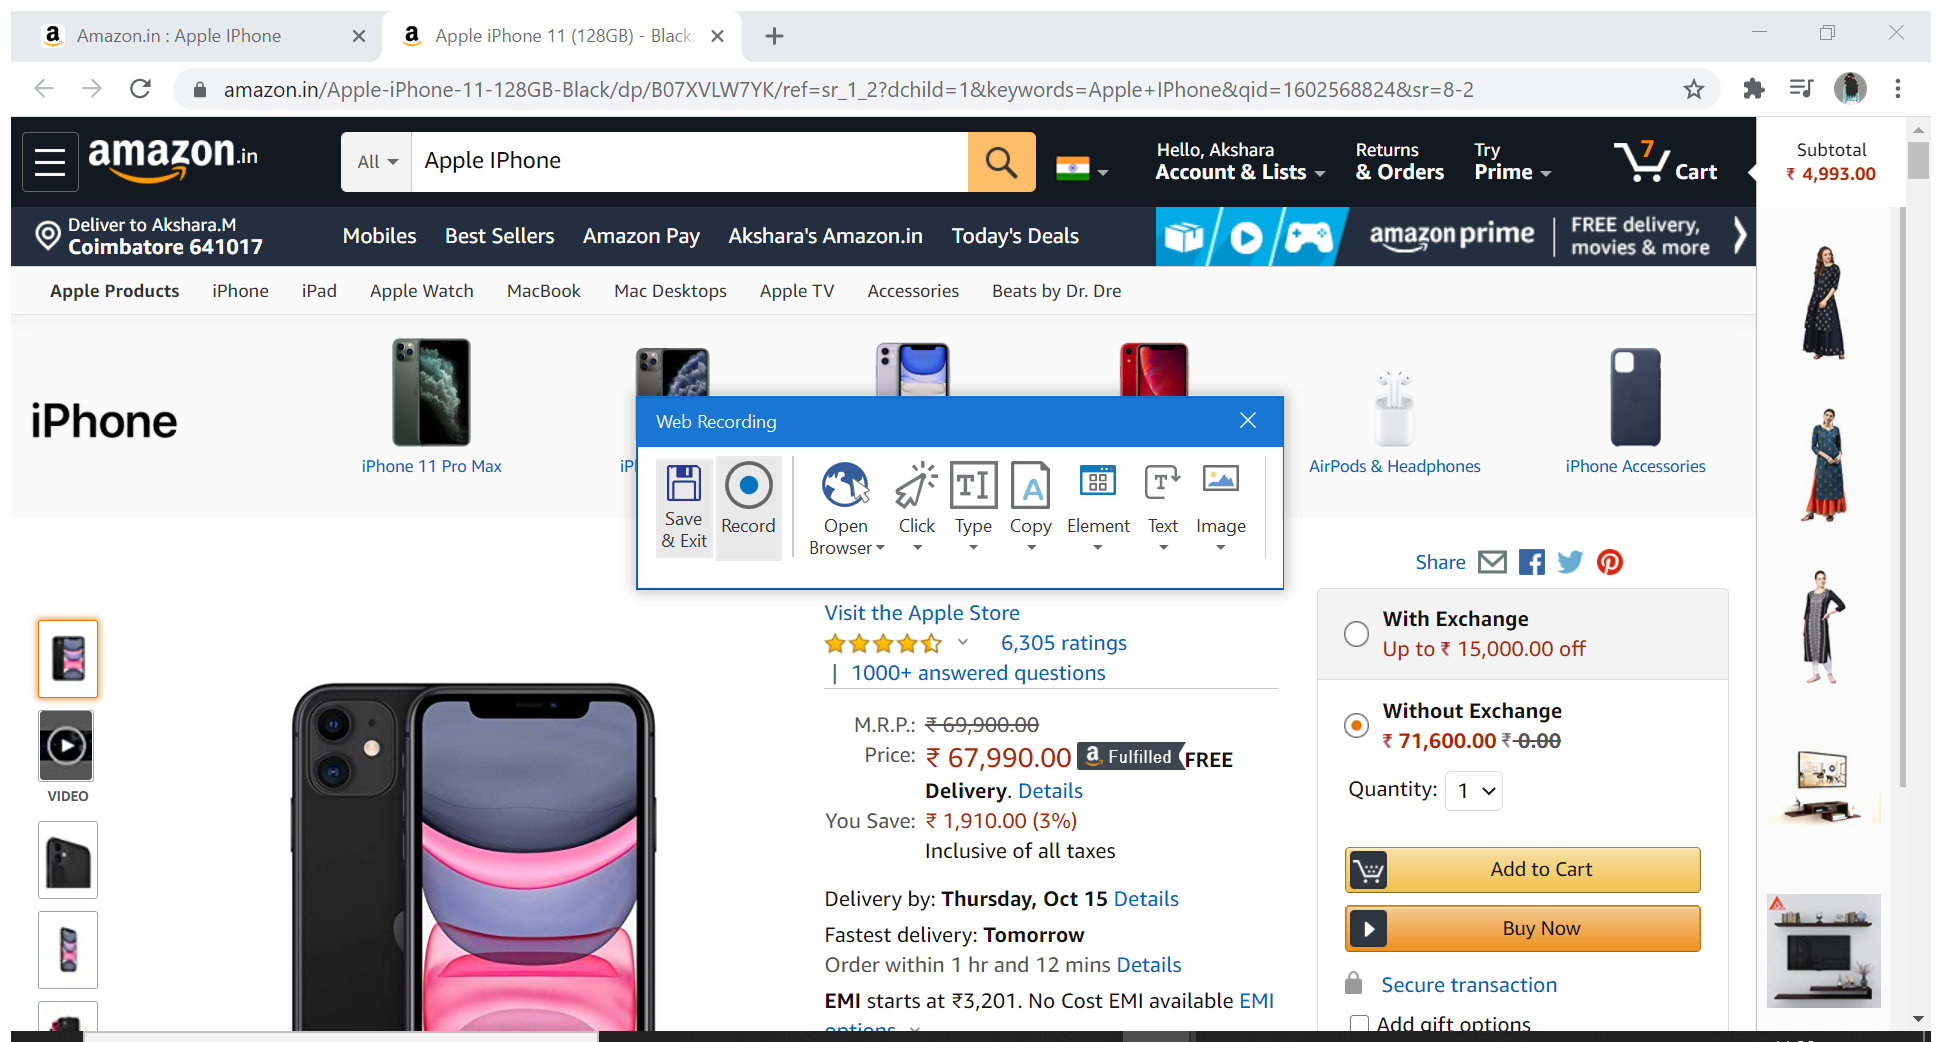 Amazon.in : Apple IPhone
Apple iPhone 11 (128GB) - Black
amazon.in/Apple-iPhone-11-128GB-Black/dp/B07XVLW7YK/ref=sr_1_2?dchild=1&keywords=Apple+IPhone&qid=1602568824&sr=8-2
amazon.in
All
Apple IPhone
Hello, Akshara
Account & Lists
Returns
& Orders
Try
Prime
7
Cart
Subtotal
₹ 4,993.00
Deliver to Akshara.M
Coimbatore 641017
Mobiles
Best Sellers
Amazon Pay
Akshara's Amazon.in
Today's Deals
amazon prime
FREE delivery,
movies & more
Apple Products
iPhone
iPad
Apple Watch
MacBook
Mac Desktops
Apple TV
Accessories
Beats by Dr. Dre
iPhone
iPhone 11 Pro Max
AirPods & Headphones
iPhone Accessories
Web Recording
Save
& Exit
Record
Open
Browser
Click
Type
Copy
Element
Text
Image
Share
Visit the Apple Store
6,305 ratings
| 1000+ answered questions
M.R.P.: ₹ 69,900.00
Price: ₹ 67,990.00 a Fulfilled FREE
Delivery. Details
You Save: ₹ 1,910.00 (3%)
Inclusive of all taxes
Delivery by: Thursday, Oct 15 Details
Fastest delivery: Tomorrow
Order within 1 hr and 12 mins Details
EMI starts at ₹3,201. No Cost EMI available EMI
options
VIDEO
With Exchange
Up to ₹ 15,000.00 off
Without Exchange
₹ 71,600.00 ₹ 0.00
Quantity: 1
Add to Cart
Buy Now
Secure transaction
Add gift options